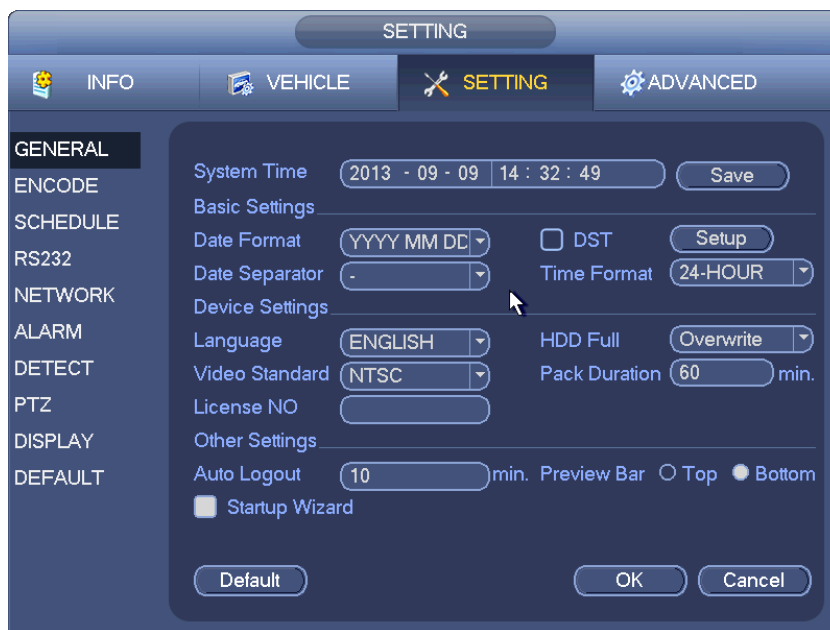 SETTING
INFO VEHICLE SETTING ADVANCED
GENERAL
ENCODE
SCHEDULE
RS232
NETWORK
ALARM
DETECT
PTZ
DISPLAY
DEFAULT
System Time 2013 - 09 - 09 14 : 32 : 49 Save
Basic Settings
Date Format YYYY MM DD DST Setup
Date Separator - Time Format 24-HOUR
Device Settings
Language ENGLISH HDD Full Overwrite
Video Standard NTSC Pack Duration 60 min.
License NO
Other Settings
Auto Logout 10 min. Preview Bar Top Bottom
Startup Wizard
Default OK Cancel